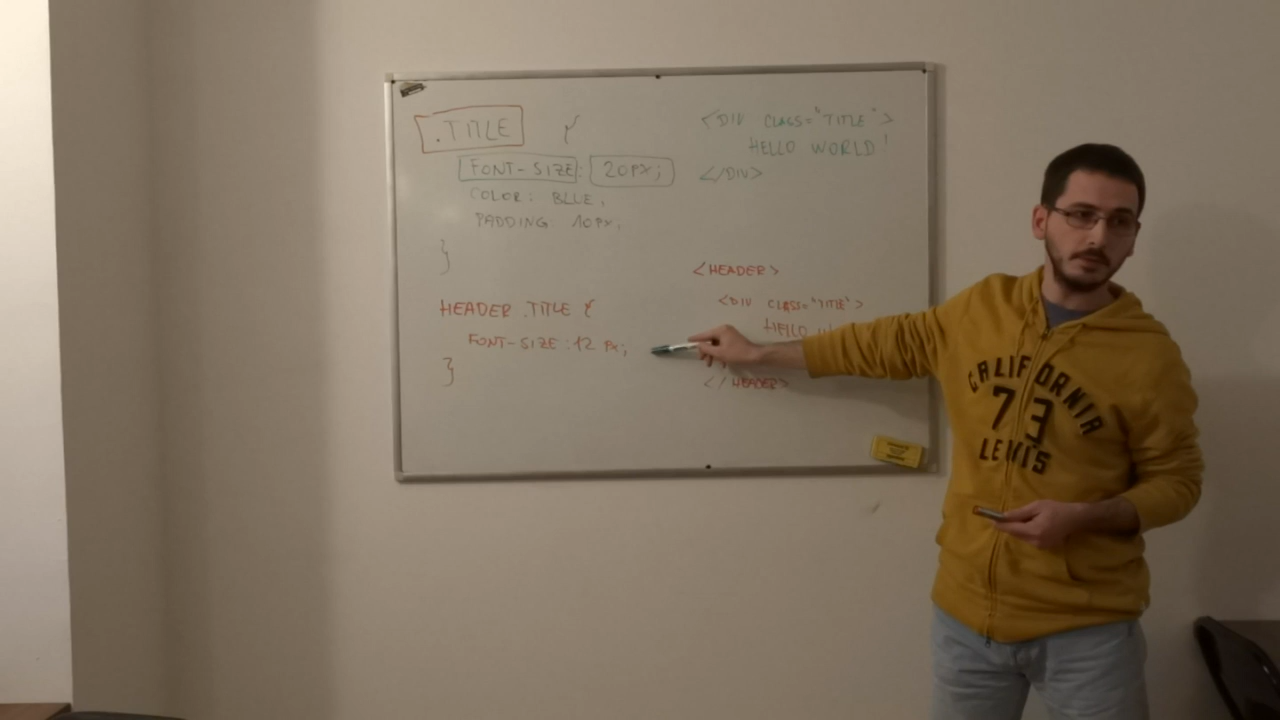 .TITLE {
FONT-SIZE: 20PX;
COLOR: BLUE;
PADDING 10PX;
}
HEADER .TITLE {
FONT-SIZE:12 PX;
}
<DIV CLASS="TITLE">
HELLO WORLD!
</DIV>
<HEADER>
<DIV CLASS="TITLE">
HELLO
</HEADER>
CALIFORNIA
73
LEVI'S